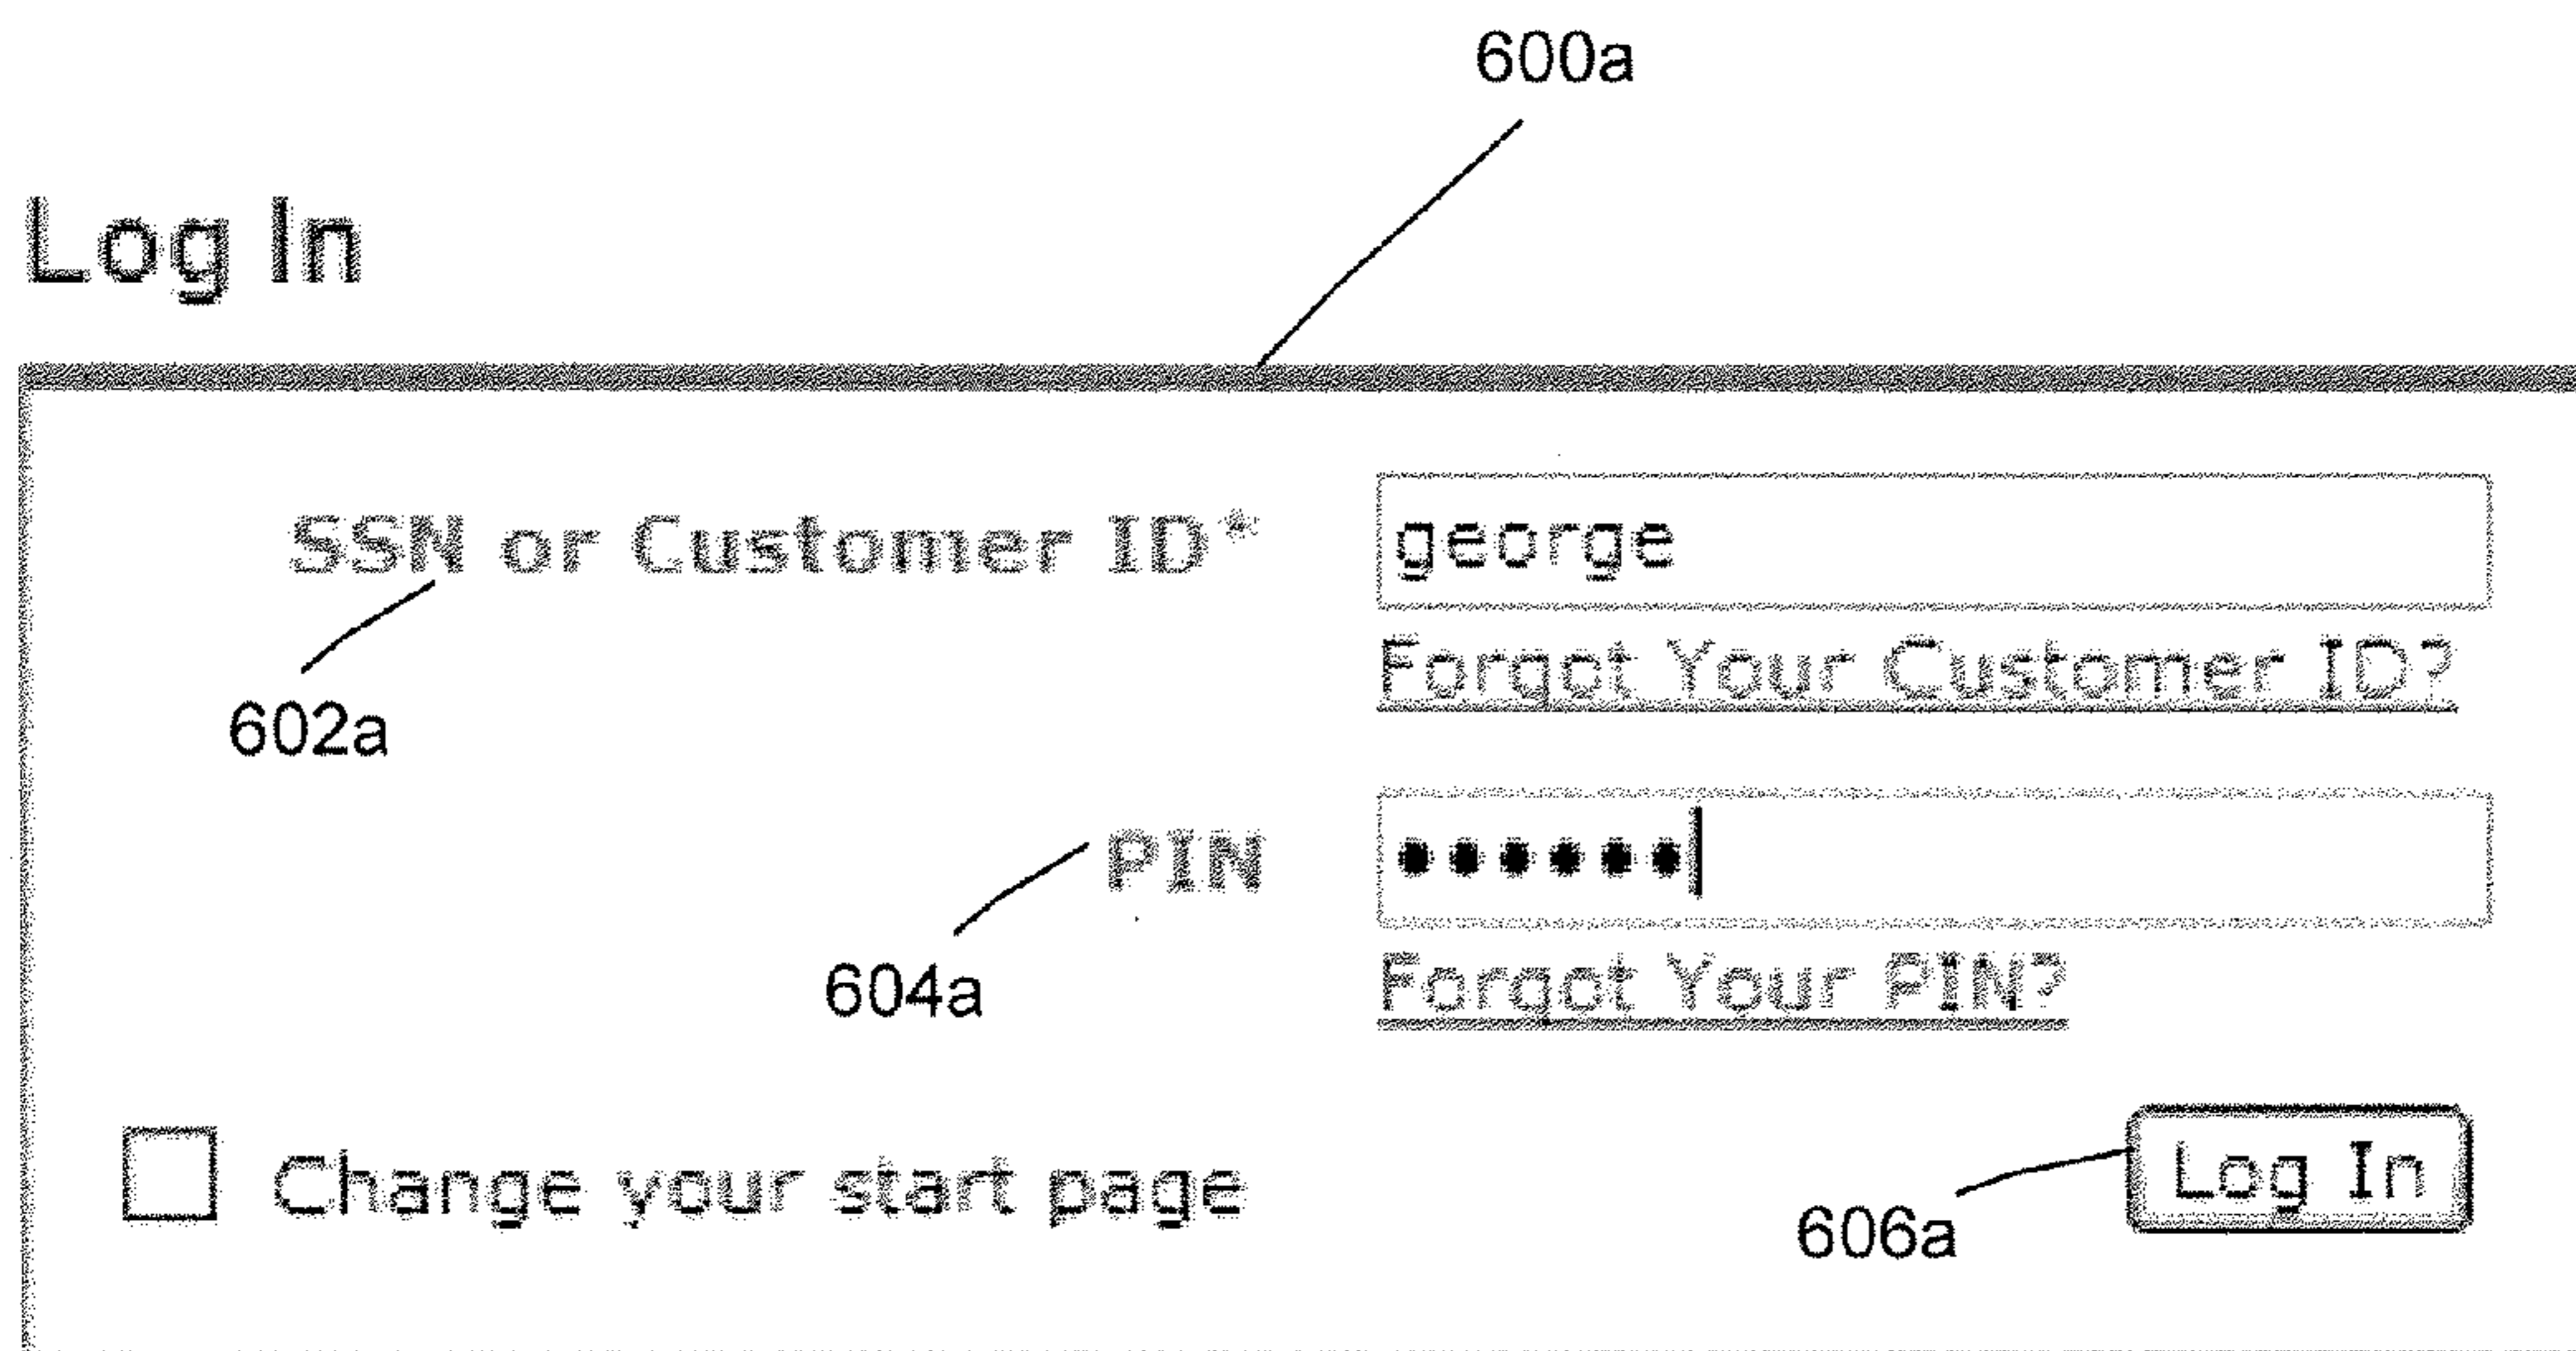 600a
Log In
SSN or Customer ID* george
Forgot Your Customer ID?
602a
PIN ••••••
604a
Forgot Your PIN?
Change your start page Log In
606a